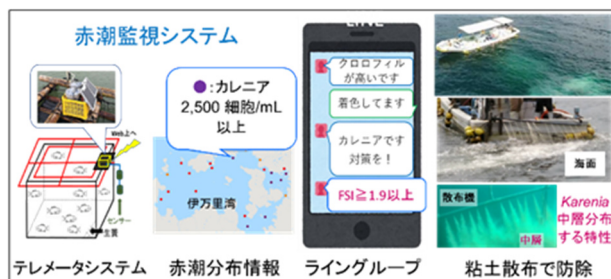 赤潮監視システム
Web上へ
センサー
生簀
テレメータシステム
●:カレニア
2,500 細胞/mL
以上
伊万里湾
赤潮分布情報
LINE
クロロフィル
が高いです
着色してます
カレニアです
対策を!
FSI≧1.9以上
ライングループ
海面
散布機
中層
Karenia
中層分布
する特性
粘土散布で防除